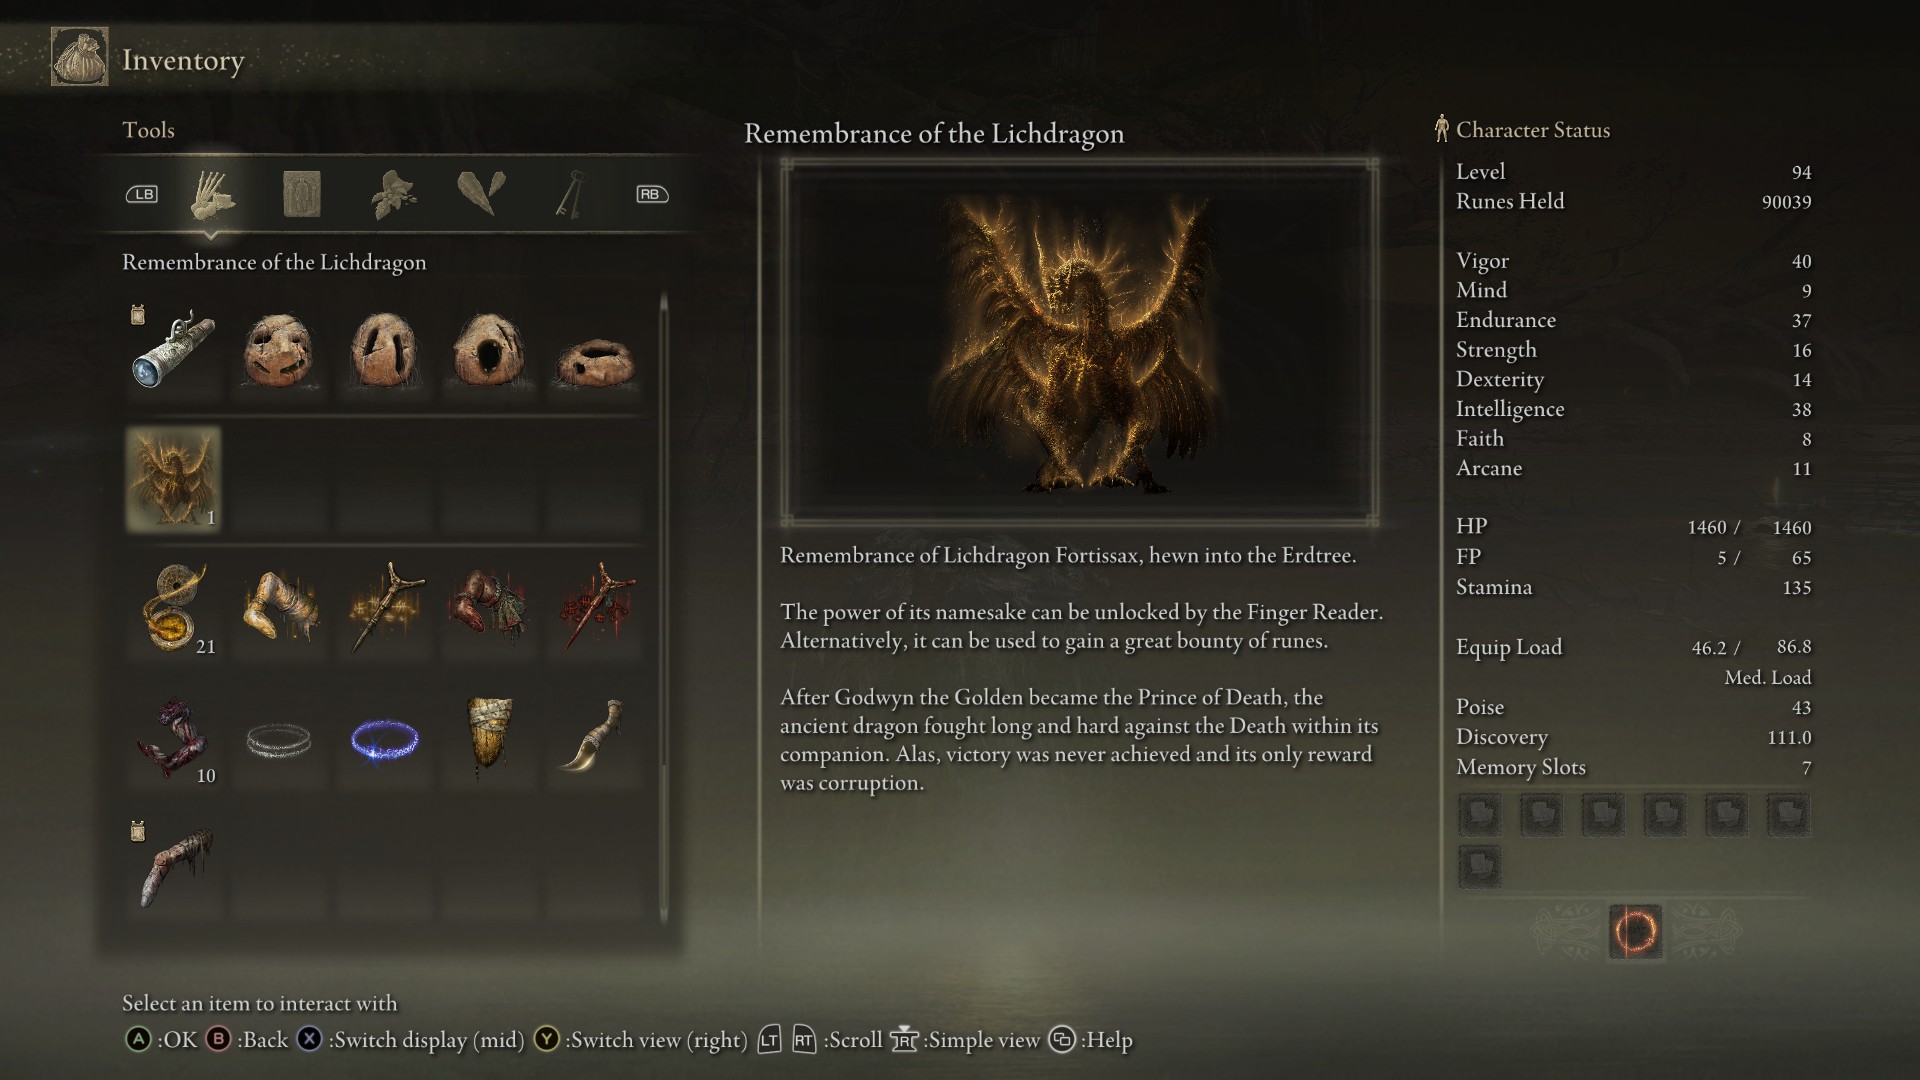 Inventory
Tools
LB
RB
Remembrance of the Lichdragon
21
10
1
Remembrance of the Lichdragon
Remembrance of Lichdragon Fortissax, hewn into the Erdtree.
The power of its namesake can be unlocked by the Finger Reader.
Alternatively, it can be used to gain a great bounty of runes.
After Godwyn the Golden became the Prince of Death, the
ancient dragon fought long and hard against the Death within its
companion. Alas, victory was never achieved and its only reward
was corruption.
Character Status
Level 94
Runes Held 90039
Vigor 40
Mind 9
Endurance 37
Strength 16
Dexterity 14
Intelligence 38
Faith 8
Arcane 11
HP 1460 / 1460
FP 5 / 65
Stamina 135
Equip Load 46.2 / 86.8
Med. Load
Poise 43
Discovery 111.0
Memory Slots 7
Select an item to interact with
A :OK B :Back X :Switch display (mid) Y :Switch view (right) LT RT :Scroll R :Simple view :Help